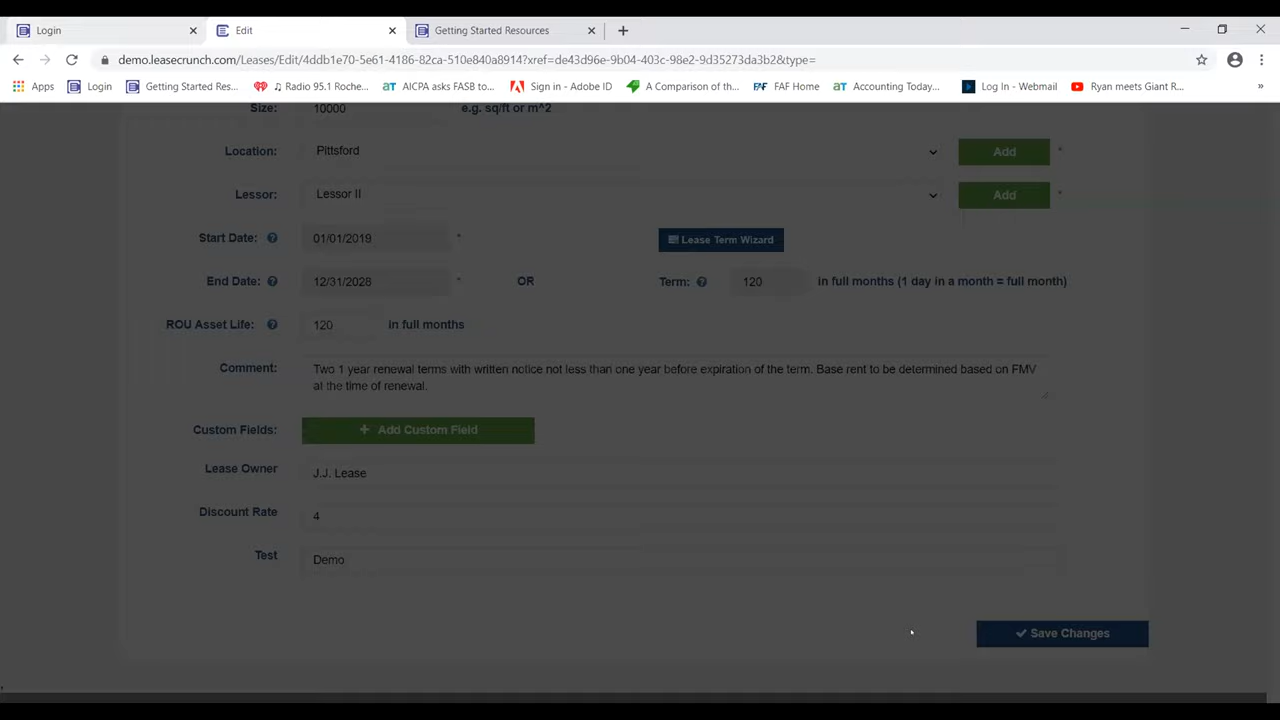 Login
Edit
Getting Started Resources
demo.leasecrunch.com/Leases/Edit/4ddb1e70-5e61-4186-82ca-510e840a8914?xref=de43d96e-9b04-403c-98e2-9d35273da3b2&type=
Apps Login Getting Started Res... Radio 95.1 Roche... AICPA asks FASB to... Sign in - Adobe ID A Comparison of th... FAF Home Accounting Today... Log In - Webmail Ryan meets Giant R...
Size: 10000 e.g. sq/ft or m^2
Location: Pittsford Add *
Lessor: Lessor II Add *
Start Date: 01/01/2019 * Lease Term Wizard
End Date: 12/31/2028 * OR Term: 120 in full months (1 day in a month = full month)
ROU Asset Life: 120 in full months
Comment: Two 1 year renewal terms with written notice not less than one year before expiration of the term. Base rent to be determined based on FMV
at the time of renewal.
Custom Fields: + Add Custom Field
Lease Owner J.J. Lease
Discount Rate 4
Test Demo
Save Changes